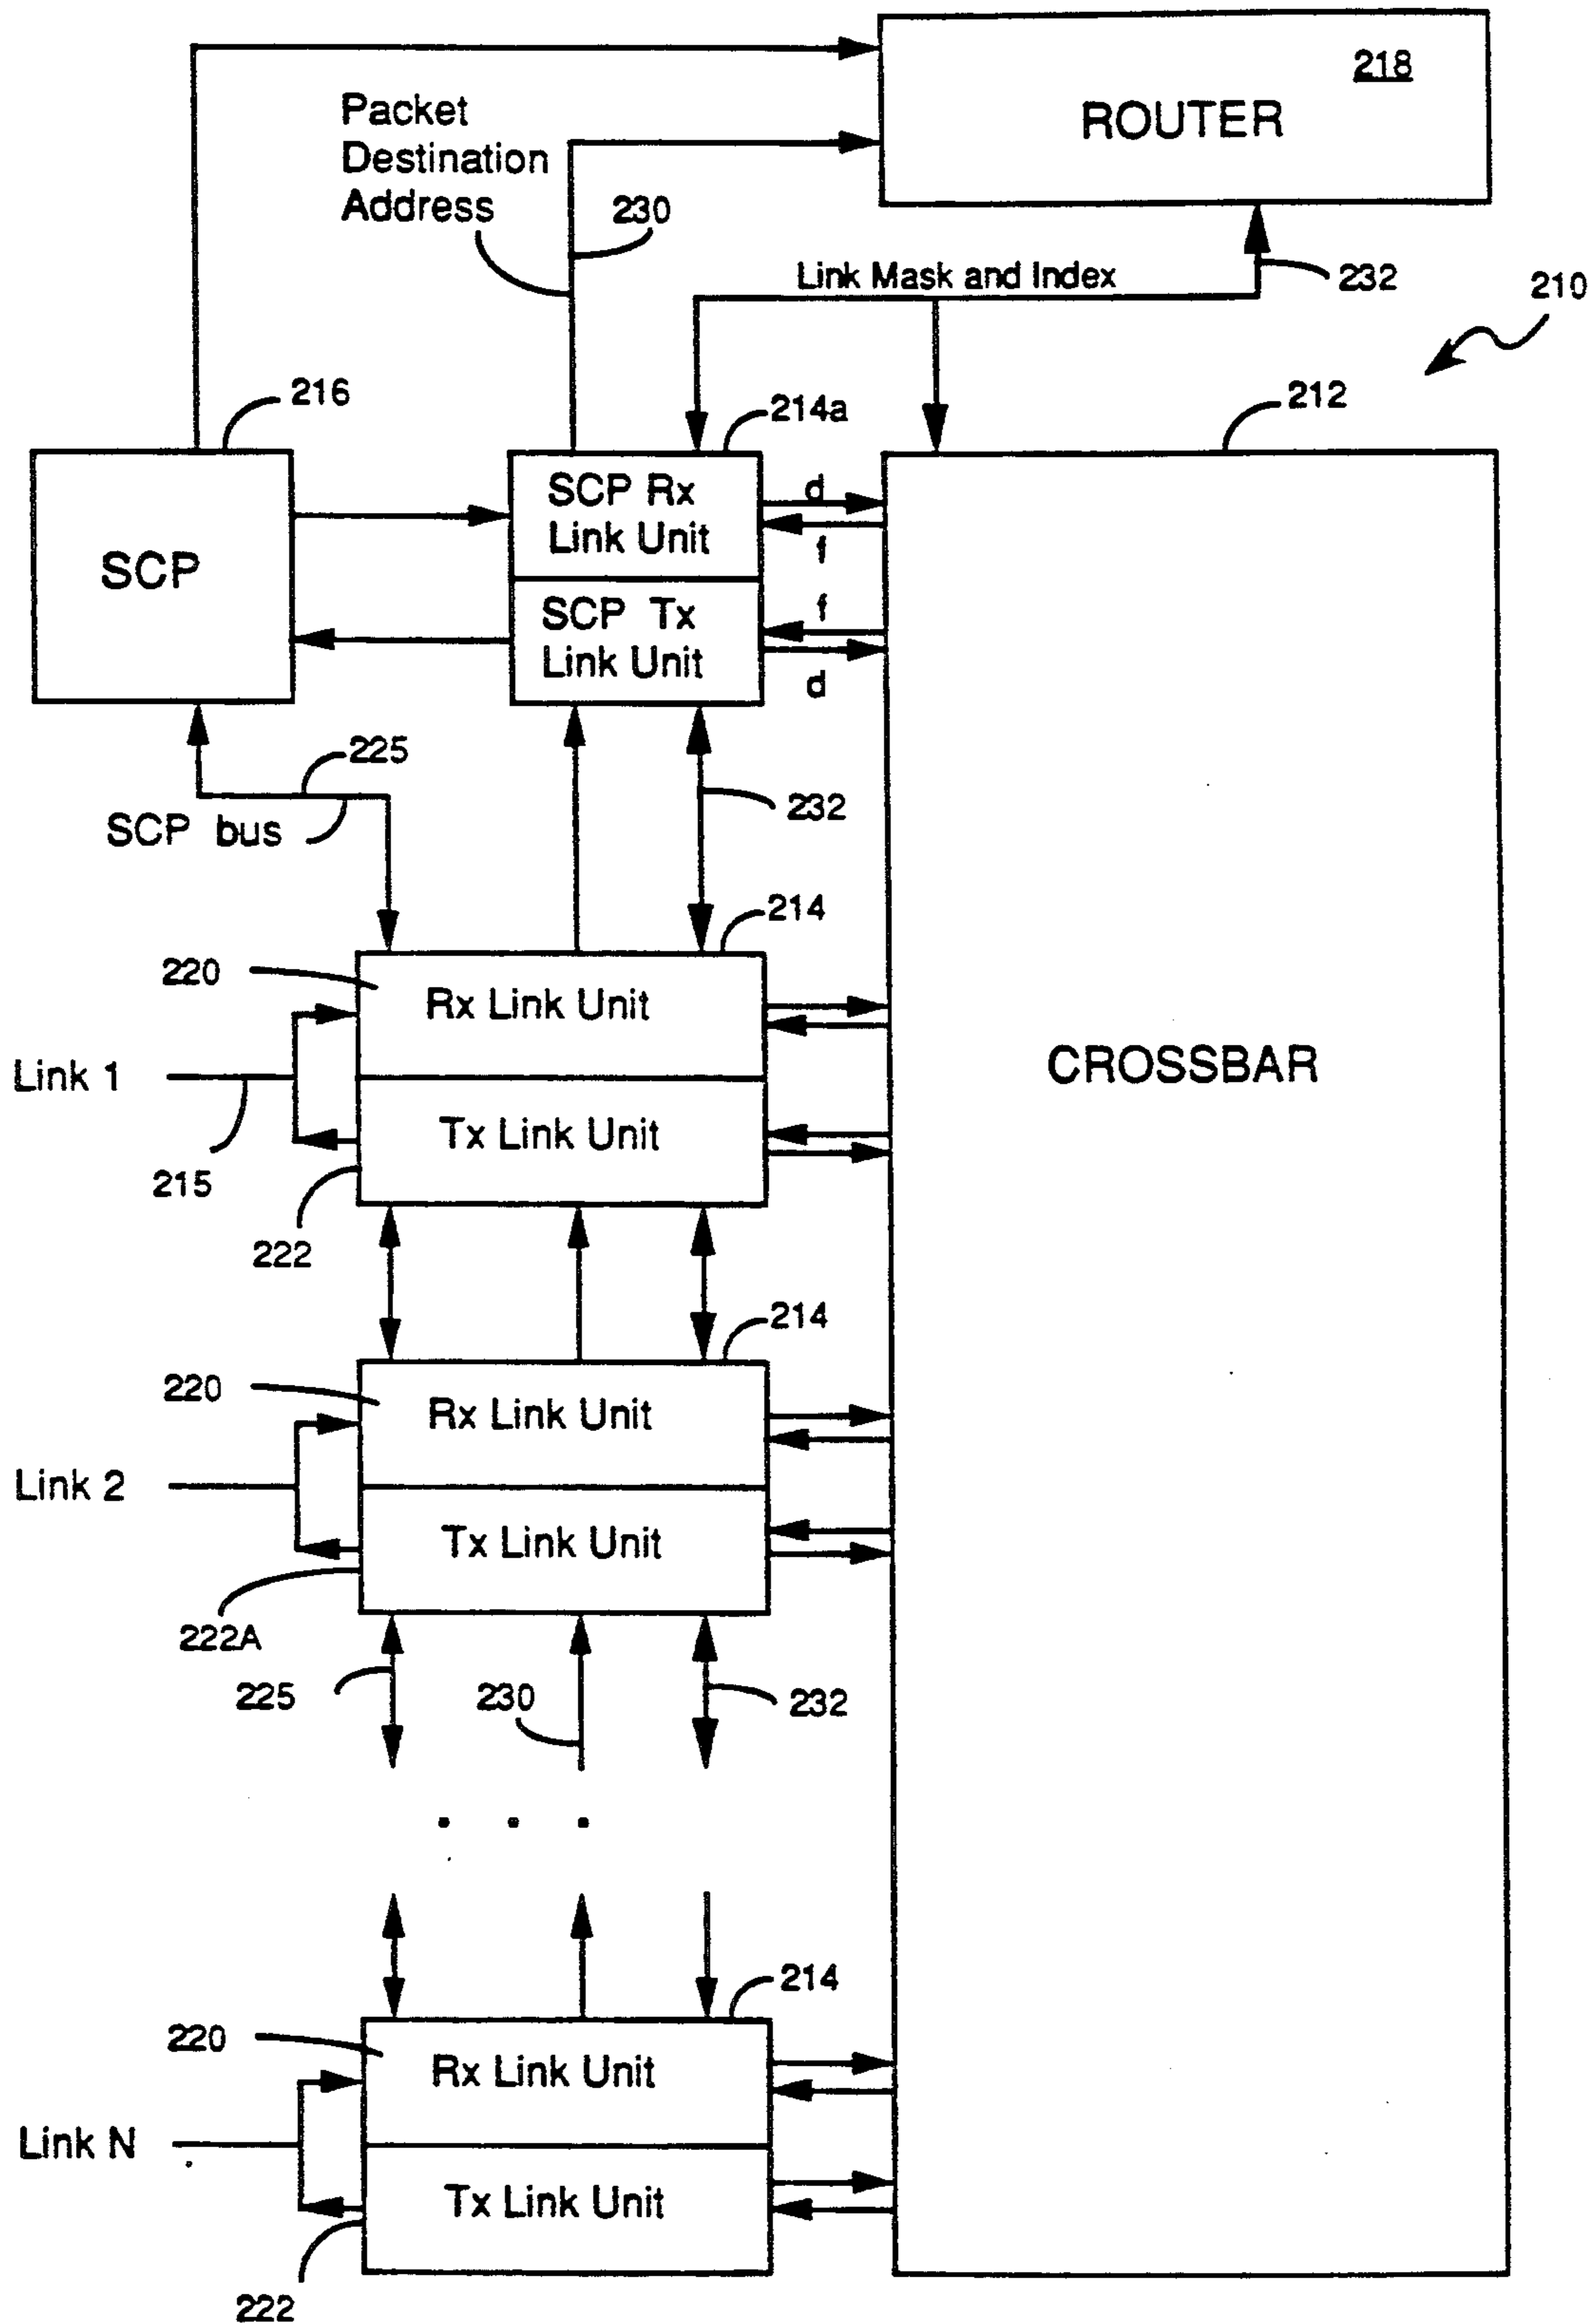 218
ROUTER
Packet
Destination
Address
230
Link Mask and Index
232
210
216
214a
212
SCP Rx
Link Unit
d
f
SCP
SCP Tx
Link Unit
f
d
225
SCP bus
232
214
220
Rx Link Unit
CROSSBAR
Link 1
Tx Link Unit
215
222
214
220
Rx Link Unit
Link 2
Tx Link Unit
222A
225
230
232
. . .
214
220
Rx Link Unit
Link N
Tx Link Unit
222